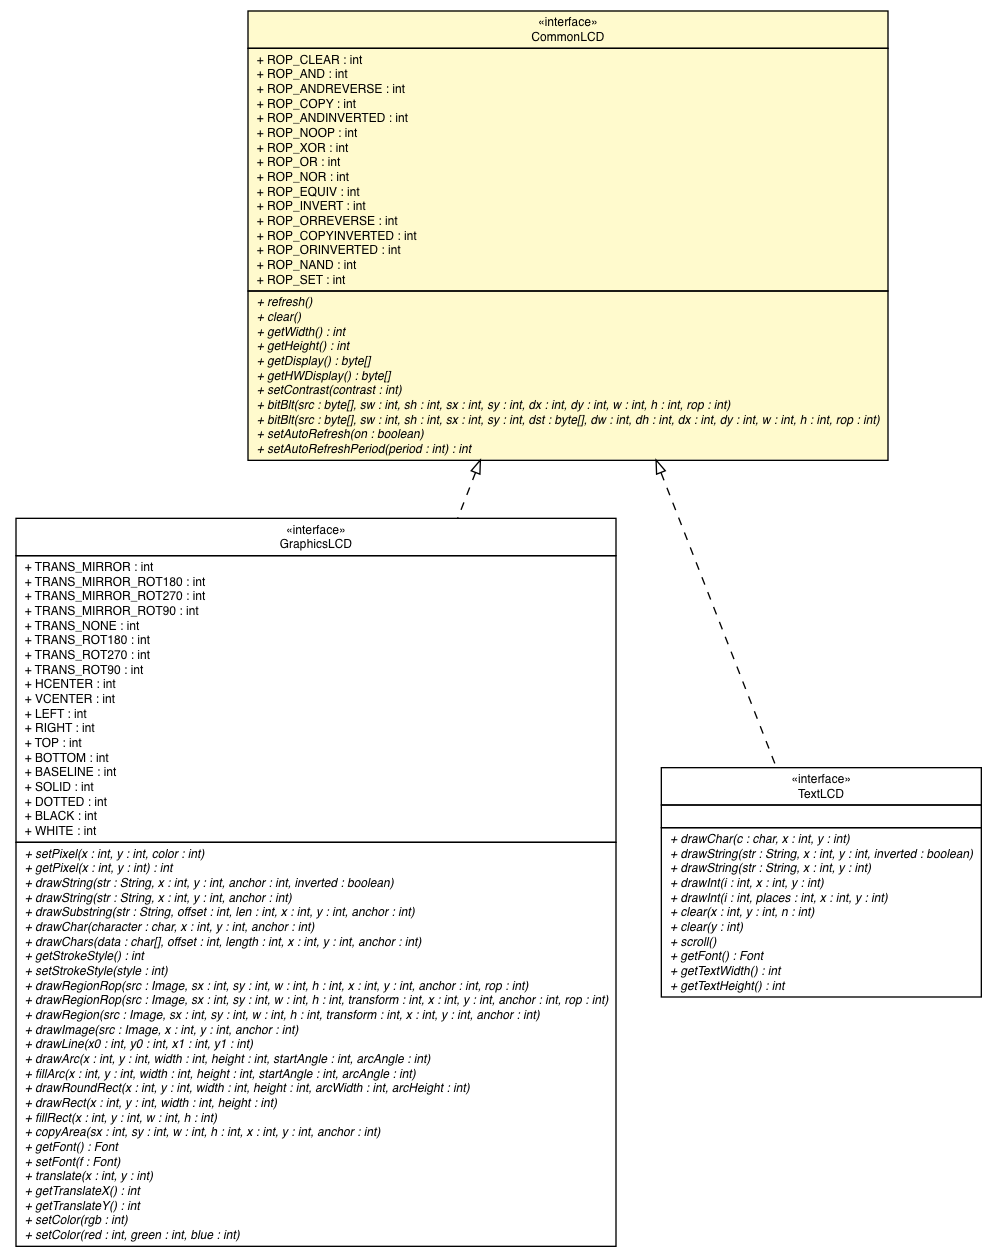 «interface»
CommonLCD
+ ROP_CLEAR : int
+ ROP_AND : int
+ ROP_ANDREVERSE : int
+ ROP_COPY : int
+ ROP_ANDINVERTED : int
+ ROP_NOOP : int
+ ROP_XOR : int
+ ROP_OR : int
+ ROP_NOR : int
+ ROP_EQUIV : int
+ ROP_INVERT : int
+ ROP_ORREVERSE : int
+ ROP_COPYINVERTED : int
+ ROP_ORINVERTED : int
+ ROP_NAND : int
+ ROP_SET : int
+ refresh()
+ clear()
+ getWidth() : int
+ getHeight() : int
+ getDisplay() : byte[]
+ getHWDisplay() : byte[]
+ setContrast(contrast : int)
+ bitBlt(src : byte[], sw : int, sh : int, sx : int, sy : int, dx : int, dy : int, w : int, h : int, rop : int)
+ bitBlt(src : byte[], sw : int, sh : int, sx : int, sy : int, dst : byte[], dw : int, dh : int, dx : int, dy : int, w : int, h : int, rop : int)
+ setAutoRefresh(on : boolean)
+ setAutoRefreshPeriod(period : int) : int
«interface»
GraphicsLCD
+ TRANS_MIRROR : int
+ TRANS_MIRROR_ROT180 : int
+ TRANS_MIRROR_ROT270 : int
+ TRANS_MIRROR_ROT90 : int
+ TRANS_NONE : int
+ TRANS_ROT180 : int
+ TRANS_ROT270 : int
+ TRANS_ROT90 : int
+ HCENTER : int
+ VCENTER : int
+ LEFT : int
+ RIGHT : int
+ TOP : int
+ BOTTOM : int
+ BASELINE : int
+ SOLID : int
+ DOTTED : int
+ BLACK : int
+ WHITE : int
+ setPixel(x : int, y : int, color : int)
+ getPixel(x : int, y : int) : int
+ drawString(str : String, x : int, y : int, anchor : int, inverted : boolean)
+ drawString(str : String, x : int, y : int, anchor : int)
+ drawSubstring(str : String, offset : int, len : int, x : int, y : int, anchor : int)
+ drawChar(character : char, x : int, y : int, anchor : int)
+ drawChars(data : char[], offset : int, length : int, x : int, y : int, anchor : int)
+ getStrokeStyle() : int
+ setStrokeStyle(style : int)
+ drawRegionRop(src : Image, sx : int, sy : int, w : int, h : int, x : int, y : int, anchor : int, rop : int)
+ drawRegionRop(src : Image, sx : int, sy : int, w : int, h : int, transform : int, x : int, y : int, anchor : int, rop : int)
+ drawRegion(src : Image, sx : int, sy : int, w : int, h : int, transform : int, x : int, y : int, anchor : int)
+ drawImage(src : Image, x : int, y : int, anchor : int)
+ drawLine(x0 : int, y0 : int, x1 : int, y1 : int)
+ drawArc(x : int, y : int, width : int, height : int, startAngle : int, arcAngle : int)
+ fillArc(x : int, y : int, width : int, height : int, startAngle : int, arcAngle : int)
+ drawRoundRect(x : int, y : int, width : int, height : int, arcWidth : int, arcHeight : int)
+ drawRect(x : int, y : int, width : int, height : int)
+ fillRect(x : int, y : int, w : int, h : int)
+ copyArea(sx : int, sy : int, w : int, h : int, x : int, y : int, anchor : int)
+ getFont() : Font
+ setFont(f : Font)
+ translate(x : int, y : int)
+ getTranslateX() : int
+ getTranslateY() : int
+ setColor(rgb : int)
+ setColor(red : int, green : int, blue : int)
«interface»
TextLCD
+ drawChar(c : char, x : int, y : int)
+ drawString(str : String, x : int, y : int, inverted : boolean)
+ drawString(str : String, x : int, y : int)
+ drawInt(i : int, x : int, y : int)
+ drawInt(i : int, places : int, x : int, y : int)
+ clear(x : int, y : int, n : int)
+ clear(y : int)
+ scroll()
+ getFont() : Font
+ getTextWidth() : int
+ getTextHeight() : int